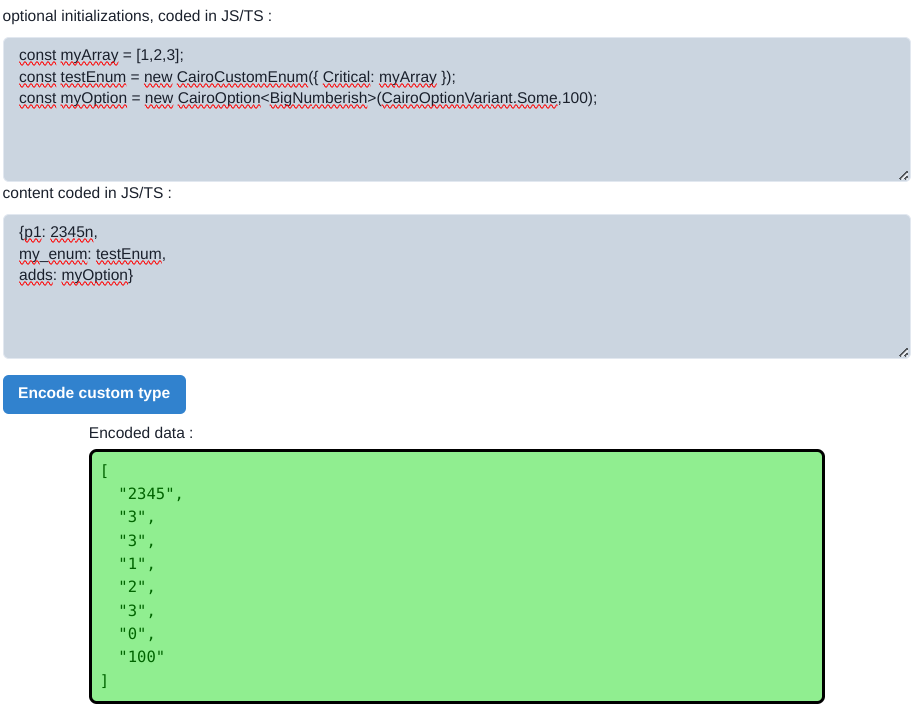 optional initializations, coded in JS/TS :
const myArray = [1,2,3];
const testEnum = new CairoCustomEnum({ Critical: myArray });
const myOption = new CairoOption<BigNumberish>(CairoOptionVariant.Some,100);
content coded in JS/TS :
{p1: 2345n,
my_enum: testEnum,
adds: myOption}
Encode custom type
Encoded data :
[
"2345",
"3",
"3",
"1",
"2",
"3",
"0",
"100"
]